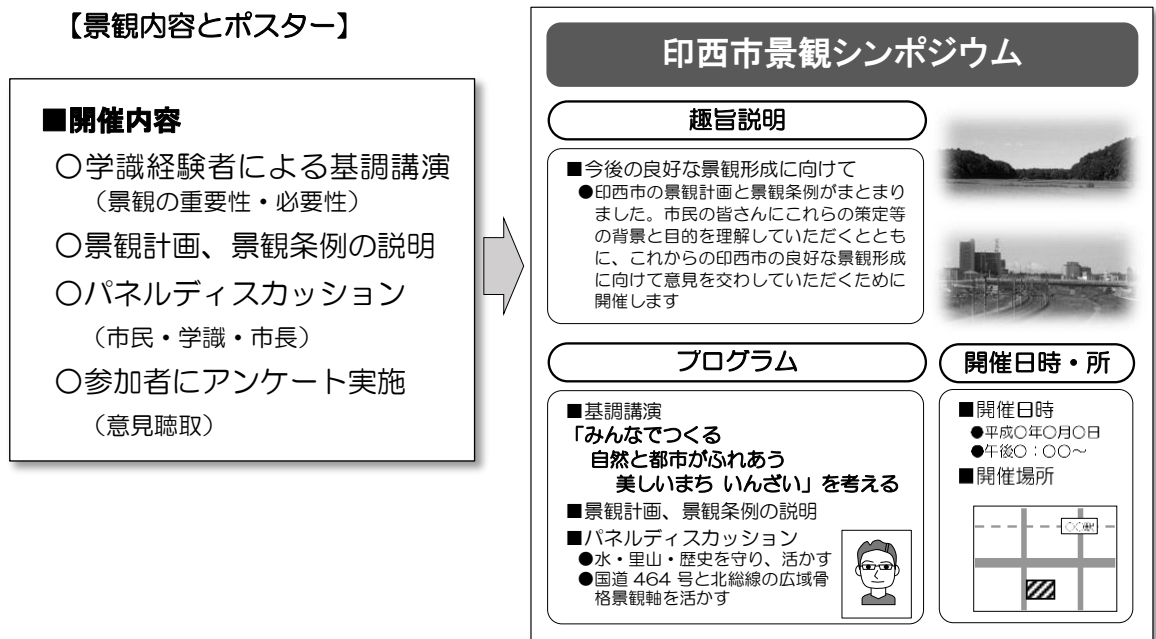 【景観内容とポスター】
■開催内容
〇学識経験者による基調講演
（景観の重要性・必要性）
〇景観計画、景観条例の説明
〇パネルディスカッション
（市民・学識・市長）
〇参加者にアンケート実施
（意見聴取）
印西市景観シンポジウム
趣旨説明
■今後の良好な景観形成に向けて
●印西市の景観計画と景観条例がまとまり
ました。市民の皆さんにこれらの策定等
の背景と目的を理解していただくととも
に、これからの印西市の良好な景観形成
に向けて意見を交わしていただくために
開催します
プログラム
■基調講演
「みんなでつくる
自然と都市がふれあう
美しいまち いんざい」を考える
■景観計画、景観条例の説明
■パネルディスカッション
●水・里山・歴史を守り、活かす
●国道 464 号と北総線の広域骨
格景観軸を活かす
開催日時・所
■開催日時
●平成〇年〇月〇日
●午後〇：〇〇～
■開催場所
〇〇駅